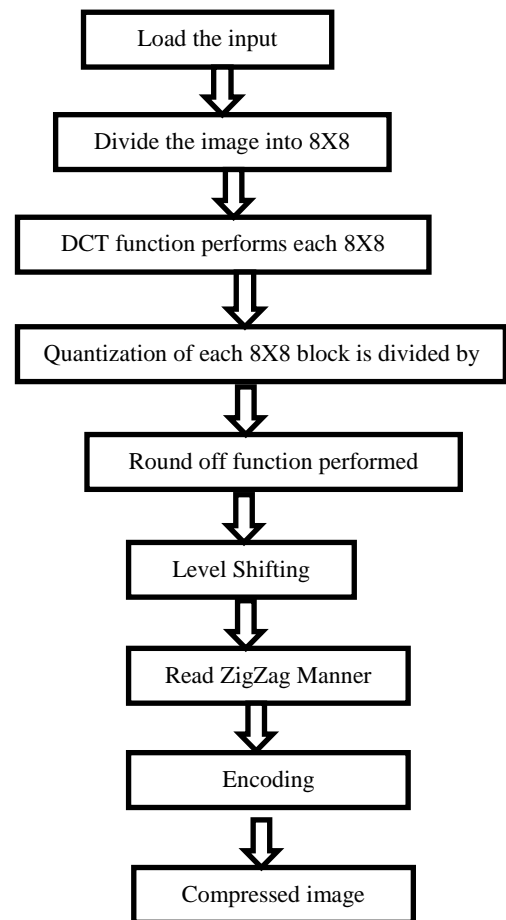 Load the input
Divide the image into 8X8
DCT function performs each 8X8
Quantization of each 8X8 block is divided by
Round off function performed
Level Shifting
Read ZigZag Manner
Encoding
Compressed image